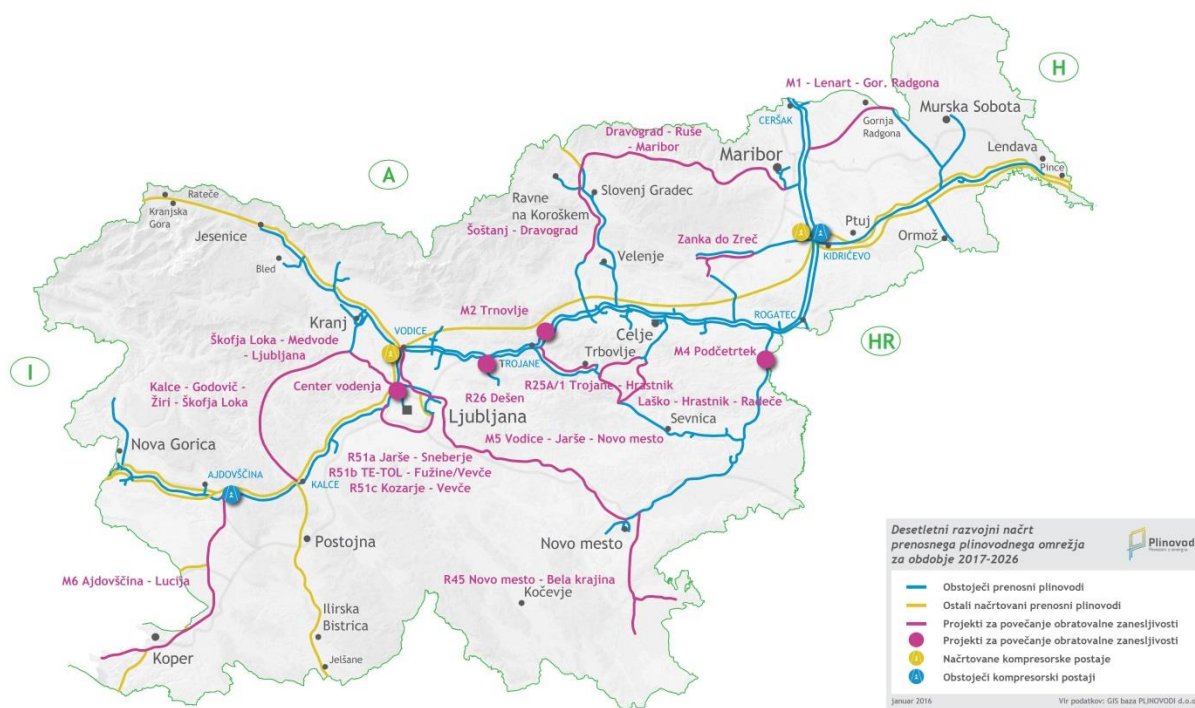 H
M1 - Lenart - Gor. Radgona
Murska Sobota
CERŠAK
Gornja
Radgona
Dravograd - Ruše
- Maribor
Maribor
Lendava
Pince
A
Rateče
Kranjska
Gora
Jesenice
Ravne
na Koroškem
Slovenj Gradec
Šoštanj - Dravograd
Ptuj
Ormož
Zanka do Zreč
KIDRIČEVO
Bled
Velenje
M2 Trnovlje
Kranj
VODICE
ROGATEC
Celje
HR
Škofja Loka - Medvode
- Ljubljana
TROJANE
Trbovlje
M4 Podčetrtek
I
Kalce - Godovič -
Žiri - Škofja Loka
Center vodenja
R26 Dešen
R25A/1 Trojane - Hrastnik
Laško - Hrastnik - Radeče
Ljubljana
Sevnica
Nova Gorica
M5 Vodice - Jarše - Novo mesto
R51a Jarše - Sneberje
R51b TE-TOL - Fužine/Vevče
R51c Kozarje - Vevče
AJDOVŠČINA
KALCE
Postojna
Novo mesto
M6 Ajdovščina - Lucija
R45 Novo mesto - Bela krajina
Kočevje
Ilirska
Bistrica
Koper
Jelšane
Desetletni razvojni načrt
prenosnega plinovodnega omrežja
za obdobje 2017-2026
Plinovodi
Obstoječi prenosni plinovodi
Ostali načrtovani prenosni plinovodi
Projekti za povečanje obratovalne zanesljivosti
Projekti za povečanje obratovalne zanesljivosti
Načrtovane kompresorske postaje
Obstoječi kompresorski postaji
januar 2016
Vir podatkov: GIS baza PLINOVODI d.o.o.